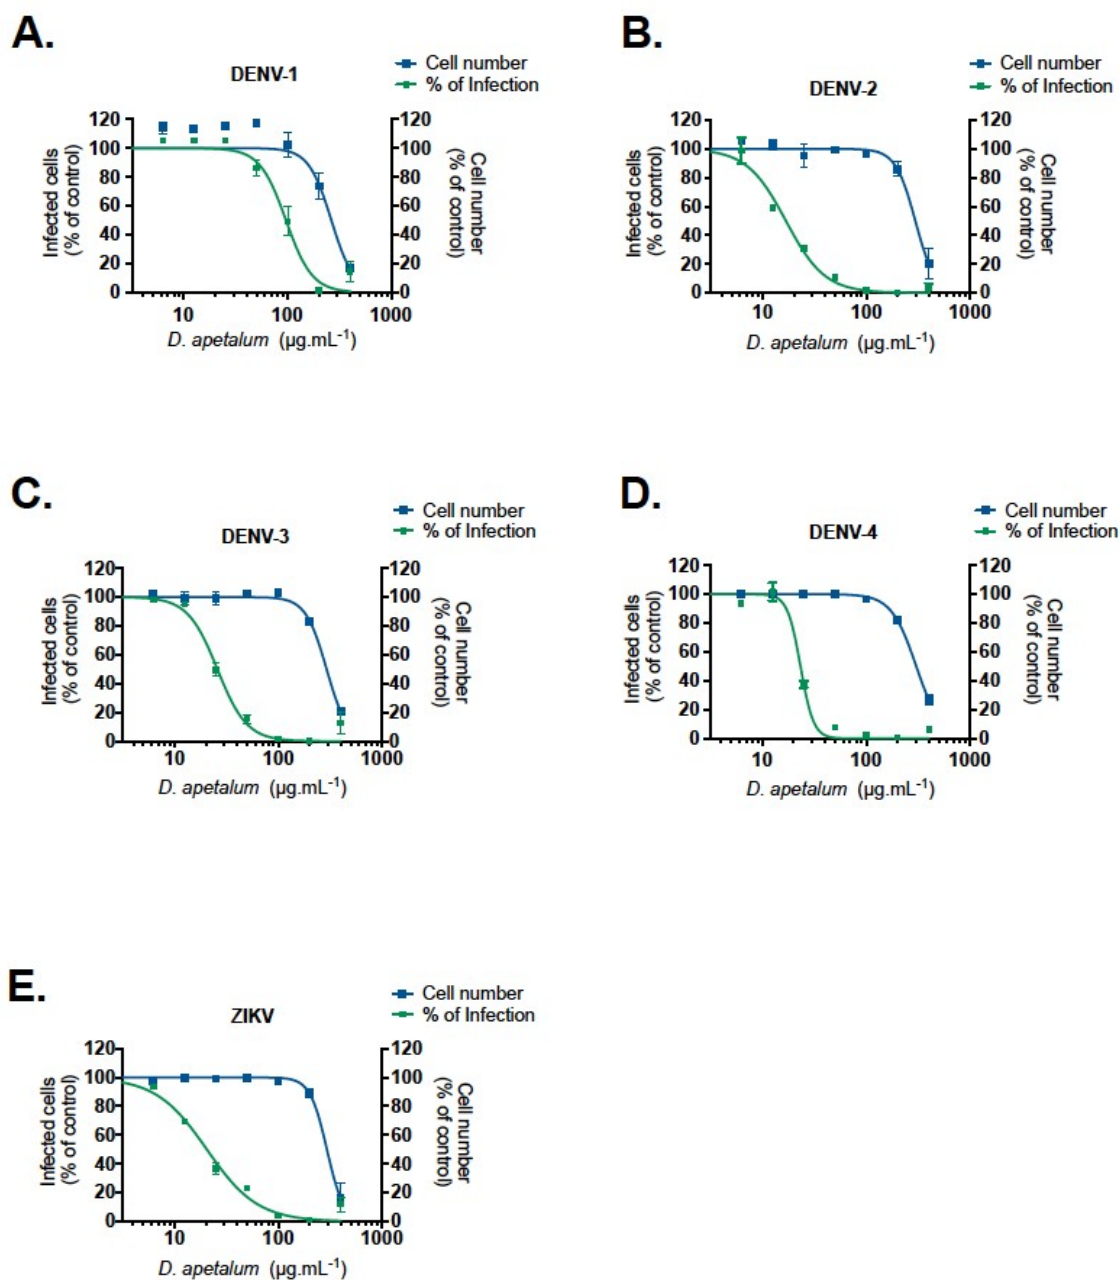 A.
Cell number
% of Infection
DENV-1
120
100
80
60
40
20
0
Infected cells
(% of control)
120
100
80
60
40
20
0
Cell number
(% of control)
10 100 1000
D. apetalum (µg.mL-1)
B.
Cell number
% of Infection
DENV-2
120
100
80
60
40
20
0
Infected cells
(% of control)
120
100
80
60
40
20
0
Cell number
(% of control)
10 100 1000
D. apetalum (µg.mL-1)
C.
Cell number
% of Infection
DENV-3
120
100
80
60
40
20
0
Infected cells
(% of control)
120
100
80
60
40
20
0
Cell number
(% of control)
10 100 1000
D. apetalum (µg.mL-1)
D.
Cell number
% of Infection
DENV-4
120
100
80
60
40
20
0
Infected cells
(% of control)
120
100
80
60
40
20
0
Cell number
(% of control)
10 100 1000
D. apetalum (µg.mL-1)
E.
Cell number
% of Infection
ZIKV
120
100
80
60
40
20
0
Infected cells
(% of control)
120
100
80
60
40
20
0
Cell number
(% of control)
10 100 1000
D. apetalum (µg.mL-1)